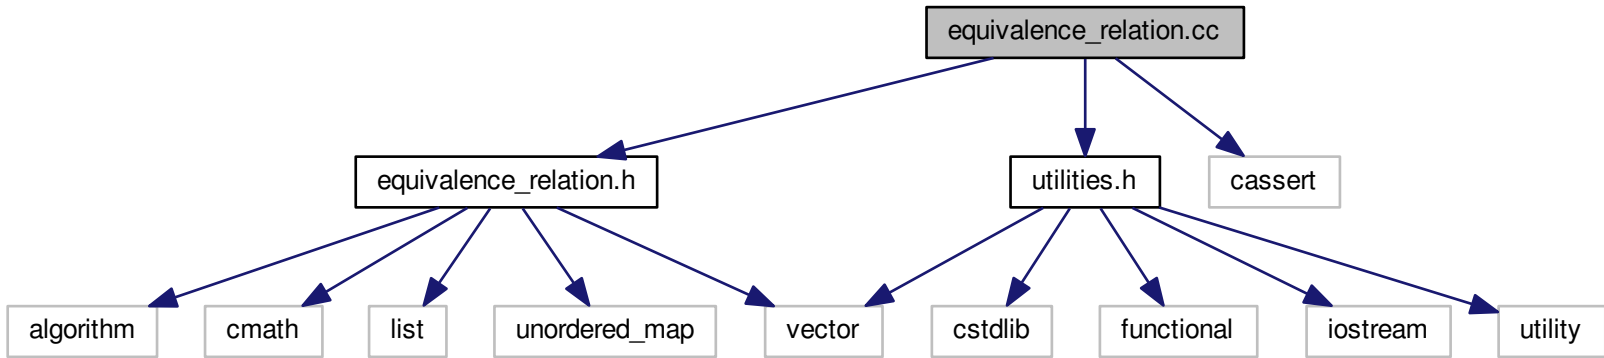 equivalence_relation.cc
equivalence_relation.h
utilities.h
cassert
algorithm
cmath
list
unordered_map
vector
cstdlib
functional
iostream
utility